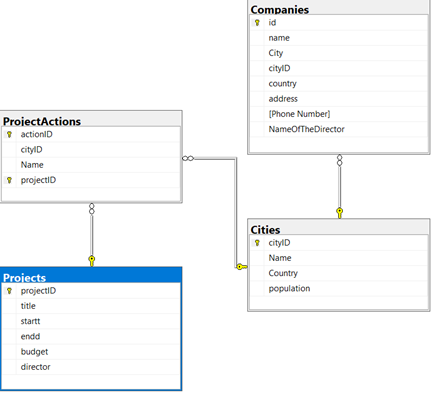 Companies
id
name
City
cityID
country
address
[Phone Number]
NameOfTheDirector
ProjectActions
actionID
cityID
Name
projectID
Cities
cityID
Name
Country
population
Projects
projectID
title
startt
endd
budget
director